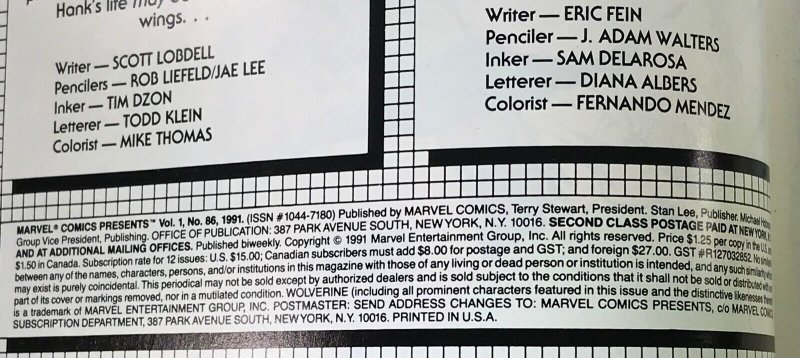 Hank's life may
wings. . .
Writer — SCOTT LOBDELL
Pencilers — ROB LIEFELD/JAE LEE
Inker — TIM DZON
Letterer — TODD KLEIN
Colorist — MIKE THOMAS
Writer — ERIC FEIN
Penciler — J. ADAM WALTERS
Inker — SAM DELAROSA
Letterer — DIANA ALBERS
Colorist — FERNANDO MENDEZ
MARVEL® COMICS PRESENTS™ Vol. 1, No. 86, 1991. (ISSN #1044-7180) Published by MARVEL COMICS, Terry Stewart, President. Stan Lee, Publisher. Michael
Group Vice President, Publishing. OFFICE OF PUBLICATION: 387 PARK AVENUE SOUTH, NEW YORK, N.Y. 10016. SECOND CLASS POSTAGE PAID AT NEW YORK,
AND AT ADDITIONAL MAILING OFFICES. Published biweekly. Copyright © 1991 Marvel Entertainment Group, Inc. All rights reserved. Price $1.25 per copy in the U.S.
$1.50 in Canada. Subscription rate for 12 issues: U.S. $15.00; Canadian subscribers must add $8.00 for postage and GST; and foreign $27.00. GST #R127032852. No
between any of the names, characters, persons, and/or institutions in this magazine with those of any living or dead person or institution is intended, and any such similarity
may exist is purely coincidental. This periodical may not be sold except by authorized dealers and is sold subject to the conditions that it shall not be sold or distributed
part of its cover or markings removed, nor in a mutilated condition. WOLVERINE (including all prominent characters featured in this issue and the distinctive likenesses
is a trademark of MARVEL ENTERTAINMENT GROUP, INC. POSTMASTER: SEND ADDRESS CHANGES TO: MARVEL COMICS PRESENTS, c/o MARVEL
SUBSCRIPTION DEPARTMENT, 387 PARK AVENUE SOUTH, NEW YORK, N.Y. 10016. PRINTED IN U.S.A.